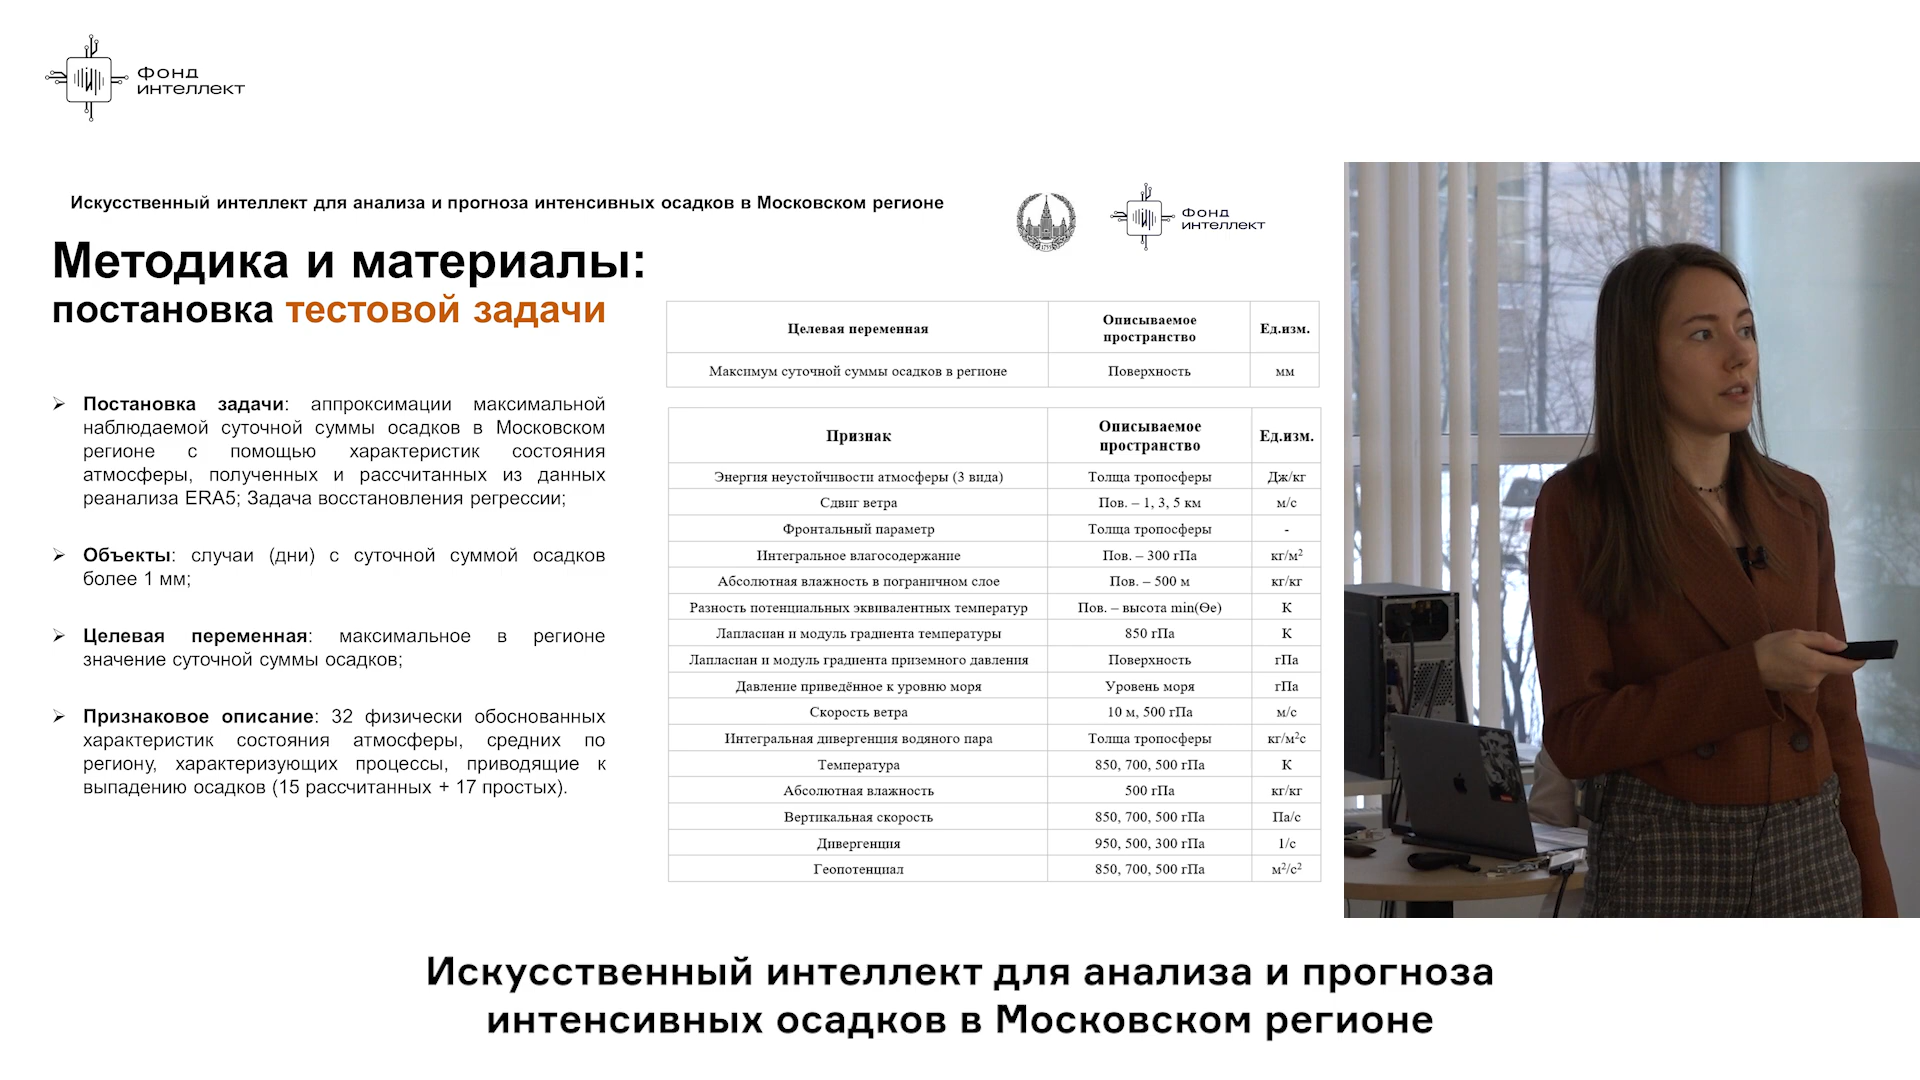 Фонд
интеллект
Искусственный интеллект для анализа и прогноза интенсивных осадков в Московском регионе
Фонд
интеллект
Методика и материалы:
постановка тестовой задачи
➢ Постановка задачи: аппроксимации максимальной
наблюдаемой суточной суммы осадков в Московском
регионе с помощью характеристик состояния
атмосферы, полученных и рассчитанных из данных
реанализа ERA5; Задача восстановления регрессии;
➢ Объекты: случаи (дни) с суточной суммой осадков
более 1 мм;
➢ Целевая переменная: максимальное в регионе
значение суточной суммы осадков;
➢ Признаковое описание: 32 физически обоснованных
характеристик состояния атмосферы, средних по
региону, характеризующих процессы, приводящие к
выпадению осадков (15 рассчитанных + 17 простых).
Целевая переменная Описываемое пространство Ед.изм.
Максимум суточной суммы осадков в регионе Поверхность мм
Признак Описываемое пространство Ед.изм.
Энергия неустойчивости атмосферы (3 вида) Толща тропосферы Дж/кг
Сдвиг ветра Пов. – 1, 3, 5 км м/с
Фронтальный параметр Толща тропосферы -
Интегральное влагосодержание Пов. – 300 гПа кг/м²
Абсолютная влажность в пограничном слое Пов. – 500 м кг/кг
Разность потенциальных эквивалентных температур Пов. – высота min(Өe) К
Лапласиан и модуль градиента температуры 850 гПа К
Лапласиан и модуль градиента приземного давления Поверхность гПа
Давление приведённое к уровню моря Уровень моря гПа
Скорость ветра 10 м, 500 гПа м/с
Интегральная дивергенция водяного пара Толща тропосферы кг/м²с
Температура 850, 700, 500 гПа К
Абсолютная влажность 500 гПа кг/кг
Вертикальная скорость 850, 700, 500 гПа Па/с
Дивергенция 950, 500, 300 гПа 1/с
Геопотенциал 850, 700, 500 гПа м²/с²
Искусственный интеллект для анализа и прогноза
интенсивных осадков в Московском регионе